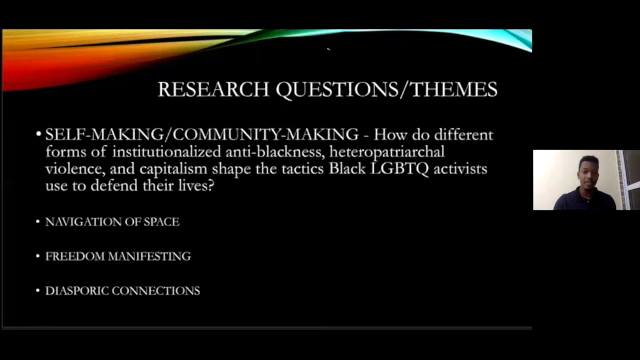 RESEARCH QUESTIONS/THEMES
• SELF-MAKING/COMMUNITY-MAKING - How do different
forms of institutionalized anti-blackness, heteropatriarchal
violence, and capitalism shape the tactics Black LGBTQ activists
use to defend their lives?
• NAVIGATION OF SPACE
• FREEDOM MANIFESTING
• DIASPORIC CONNECTIONS